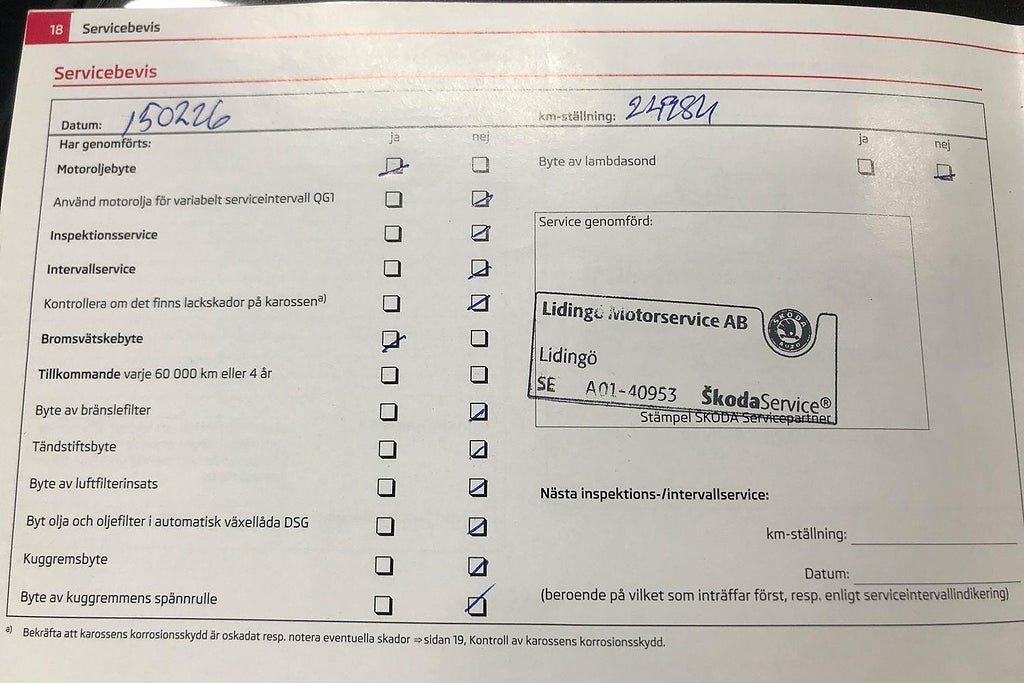 18 Servicebevis
Servicebevis
Datum: 150226 km-ställning: 24984
Har genomförts: ja nej ja nej
Motoroljebyte
Byte av lambdasond
Använd motorolja för variabelt serviceintervall QG1
Inspektionsservice
Intervallservice
Kontrollera om det finns lackskador på karossen a)
Bromsvätskebyte
Tillkommande varje 60 000 km eller 4 år
Byte av bränslefilter
Tändstiftsbyte
Byte av luftfilterinsats
Byt olja och oljefilter i automatisk växellåda DSG
Kuggremsbyte
Byte av kuggremmens spännrulle
Service genomförd:
Lidingö Motorservice AB
SKODA
AUTO
Lidingö
SE A01-40953 ŠkodaService®
Stämpel SKODA Servicepartner
Nästa inspektions-/intervallservice:
km-ställning:
Datum:
(beroende på vilket som inträffar först, resp. enligt serviceintervallindikering)
a) Bekräfta att karossens korrosionsskydd är oskadat resp. notera eventuella skador ⇒ sidan 19, Kontroll av karossens korrosionsskydd.